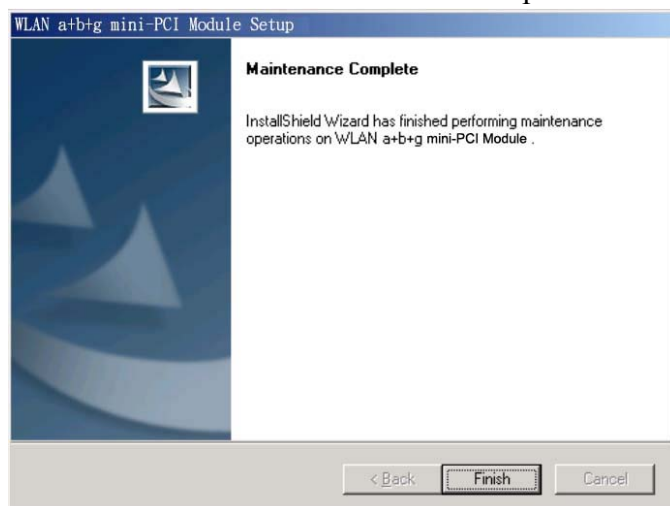 WLAN a+b+g mini-PCI Module Setup
Maintenance Complete
InstallShield Wizard has finished performing maintenance
operations on WLAN a+b+g mini-PCI Module .
< Back
Finish
Cancel